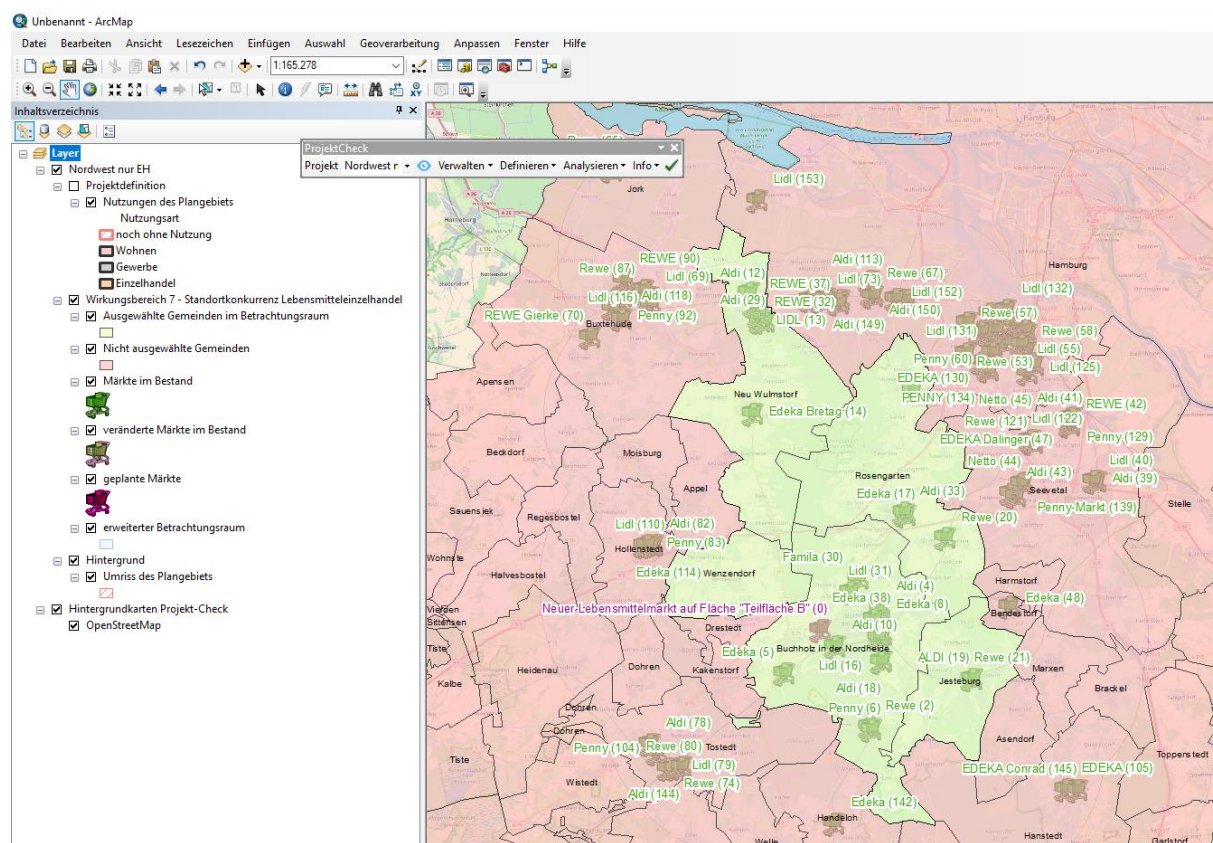 Unbenannt - ArcMap
Datei Bearbeiten Ansicht Lesezeichen Einfügen Auswahl Geoverarbeitung Anpassen Fenster Hilfe
1:165.278
Inhaltsverzeichnis
Layer
Nordwest nur EH
Projektdefinition
Nutzungen des Plangebiets
Nutzungsart
noch ohne Nutzung
Wohnen
Gewerbe
Einzelhandel
Wirkungsbereich 7 - Standortkonkurrenz Lebensmitteleinzelhandel
Ausgewählte Gemeinden im Betrachtungsraum
Nicht ausgewählte Gemeinden
Märkte im Bestand
veränderte Märkte im Bestand
geplante Märkte
erweiterter Betrachtungsraum
Hintergrund
Umriss des Plangebiets
Hintergrundkarten Projekt-Check
OpenStreetMap
ProjektCheck
Projekt Nordwest r Verwalten Definieren Analysieren Info
Jork
Lidl (153)
Horneburg
Hamburg
REWE (90)
Aldi (113)
Rewe (87)
Lidl (69)
Aldi (12)
REWE (37)
Lidl (73)
Rewe (67)
Lidl (116)
Aldi (118)
Aldi (29)
REWE (32)
Lidl (152)
Lidl (132)
REWE Gierke (70)
Penny (92)
LIDL (13)
Aldi (149)
Aldi (150)
Rewe (57)
Buxtehude
Lidl (131)
Rewe (58)
Penny (60)
Rewe (53)
Lidl (55)
Lidl (125)
Apensen
EDEKA (130)
Neu Wulmstorf
PENNY (134)
Netto (45)
Aldi (41)
REWE (42)
Edeka Bretag (14)
Rewe (121)
Lidl (122)
EDEKA Dalinger (47)
Penny (129)
Beckdorf
Moisburg
Netto (44)
Lidl (40)
Aldi (43)
Rosengarten
Aldi (39)
Appel
Edeka (17)
Aldi (33)
Seevetal
Sauensiek
Regesbostel
Penny-Markt (139)
Stelle
Lidl (110)
Aldi (82)
Rewe (20)
Hollenstedt
Penny (83)
Wohnste
Famila (30)
Halvesbostel
Edeka (114)
Wenzendorf
Lidl (31)
Aldi (4)
Harmstorf
Edeka (38)
Edeka (8)
Edeka (48)
Neuer-Lebensmittelmarkt auf Fläche "Teilfläche B" (0)
Bendestorf
Vierden
Sittensen
Drestedt
Aldi (10)
Tiste
Edeka (5)
Buchholz in der Nordheide
ALDI (19)
Rewe (21)
Heidenau
Dohren
Kakenstorf
Lidl (16)
Jesteburg
Marxen
Kalbe
Aldi (18)
Brackel
Dohren
Penny (6)
Rewe (2)
Aldi (78)
Dohren
Asendorf
Penny (104)
Rewe (80)
Tostedt
Toppenstedt
Tiste
Lidl (79)
EDEKA Conrad (145)
EDEKA (105)
Wistedt
Rewe (74)
Aldi (144)
Edeka (142)
Handeloh
Welle
Hanstedt
Garlstorf